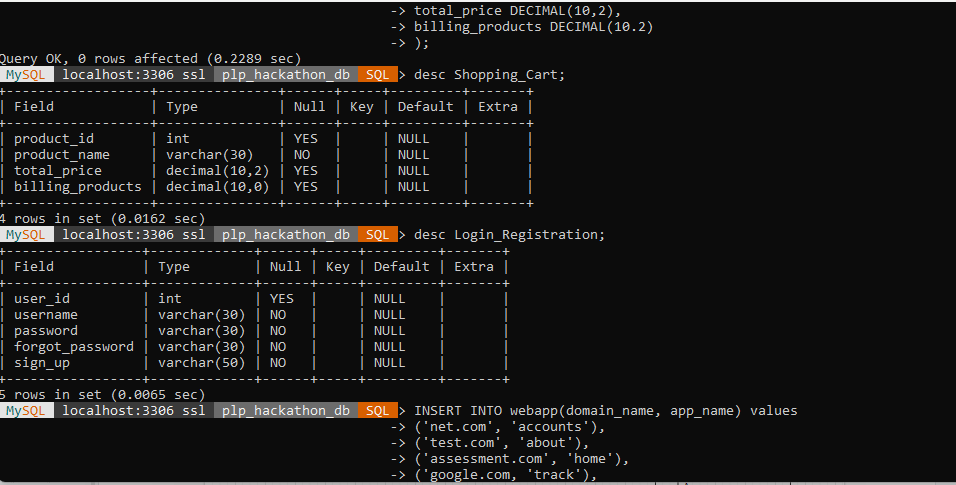 -> total_price DECIMAL(10,2),
-> billing_products DECIMAL(10.2)
-> );
Query OK, 0 rows affected (0.2289 sec)
MySQL localhost:3306 ssl plp_hackathon_db SQL > desc Shopping_Cart;
+------------------+---------------+------+-----+---------+-------+
| Field | Type | Null | Key | Default | Extra |
+------------------+---------------+------+-----+---------+-------+
| product_id | int | YES | | NULL | |
| product_name | varchar(30) | NO | | NULL | |
| total_price | decimal(10,2) | YES | | NULL | |
| billing_products | decimal(10,0) | YES | | NULL | |
+------------------+---------------+------+-----+---------+-------+
4 rows in set (0.0162 sec)
MySQL localhost:3306 ssl plp_hackathon_db SQL > desc Login_Registration;
+-----------------+-------------+------+-----+---------+-------+
| Field | Type | Null | Key | Default | Extra |
+-----------------+-------------+------+-----+---------+-------+
| user_id | int | YES | | NULL | |
| username | varchar(30) | NO | | NULL | |
| password | varchar(30) | NO | | NULL | |
| forgot_password | varchar(30) | NO | | NULL | |
| sign_up | varchar(50) | NO | | NULL | |
+-----------------+-------------+------+-----+---------+-------+
5 rows in set (0.0065 sec)
MySQL localhost:3306 ssl plp_hackathon_db SQL > INSERT INTO webapp(domain_name, app_name) values
-> ('net.com', 'accounts'),
-> ('test.com', 'about'),
-> ('assessment.com', 'home'),
-> ('google.com, 'track'),